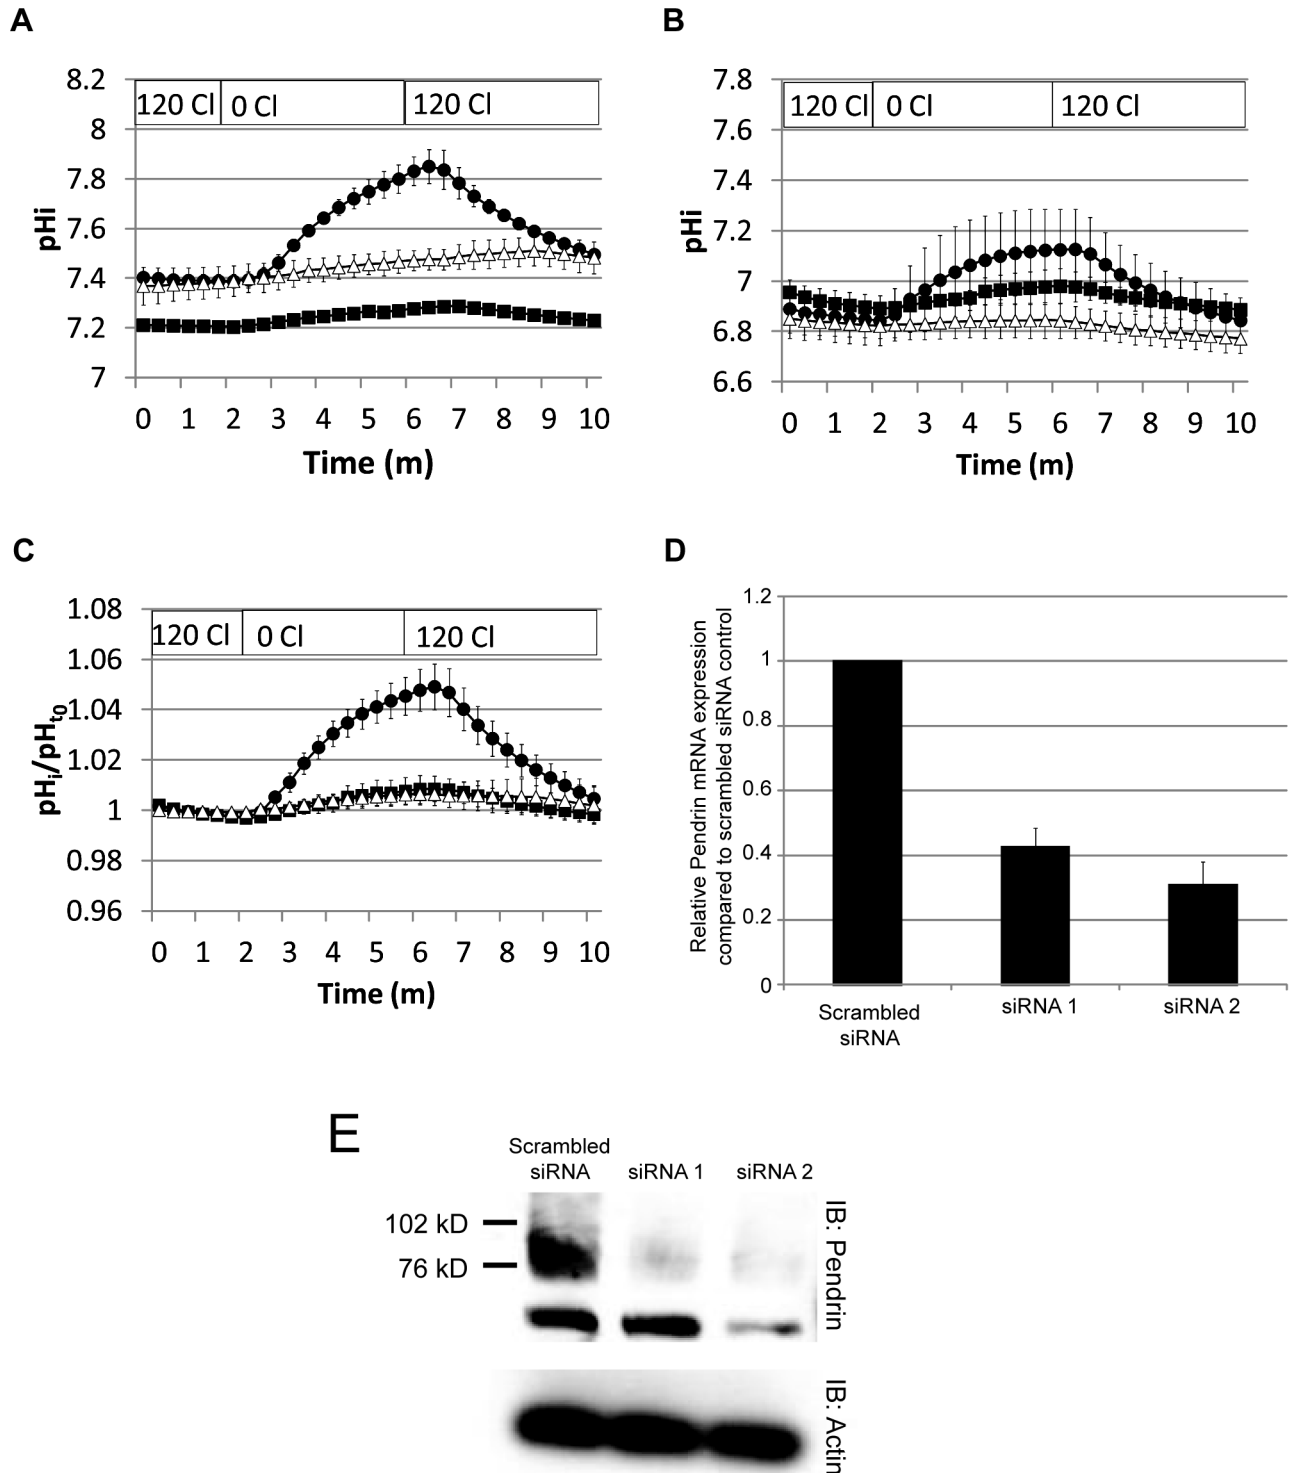 A
8.2
8
7.8
7.6
7.4
7.2
7
pHi
120 Cl
0 Cl
120 Cl
0 1 2 3 4 5 6 7 8 9 10
Time (m)
B
7.8
7.6
7.4
7.2
7
6.8
6.6
pHi
120 Cl
0 Cl
120 Cl
0 1 2 3 4 5 6 7 8 9 10
Time (m)
C
1.08
1.06
1.04
1.02
1
0.98
0.96
pHi/pHt0
120 Cl
0 Cl
120 Cl
0 1 2 3 4 5 6 7 8 9 10
Time (m)
D
1.2
1
0.8
0.6
0.4
0.2
0
Relative Pendrin mRNA expression
compared to scrambled siRNA control
Scrambled
siRNA
siRNA 1
siRNA 2
E
Scrambled
siRNA
siRNA 1
siRNA 2
102 kD
76 kD
IB: Pendrin
IB: Actin